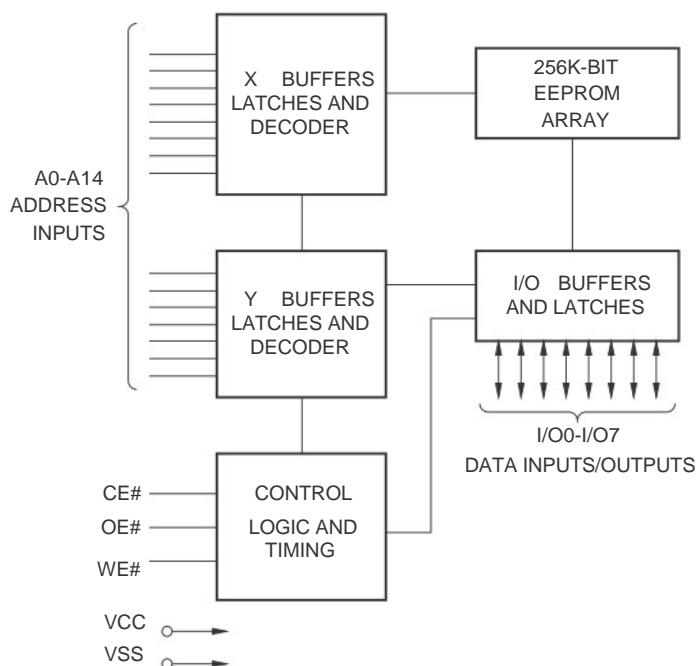 X BUFFERS
LATCHES AND
DECODER
256K-BIT
EEPROM
ARRAY
A0-A14
ADDRESS
INPUTS
Y BUFFERS
LATCHES AND
DECODER
I/O BUFFERS
AND LATCHES
I/O0-I/O7
DATA INPUTS/OUTPUTS
CE#
OE#
WE#
CONTROL
LOGIC AND
TIMING
VCC
VSS